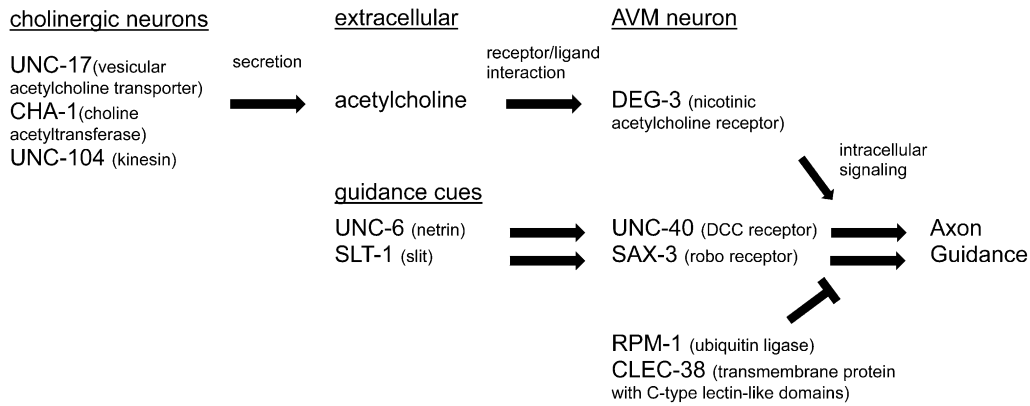 cholinergic neurons
UNC-17(vesicular
acetylcholine transporter)
CHA-1(choline
acetyltransferase)
UNC-104 (kinesin)
secretion
extracellular
acetylcholine
receptor/ligand
interaction
AVM neuron
DEG-3 (nicotinic
acetylcholine receptor)
intracellular
signaling
guidance cues
UNC-6 (netrin)
SLT-1 (slit)
UNC-40 (DCC receptor)
SAX-3 (robo receptor)
Axon
Guidance
RPM-1 (ubiquitin ligase)
CLEC-38 (transmembrane protein
with C-type lectin-like domains)